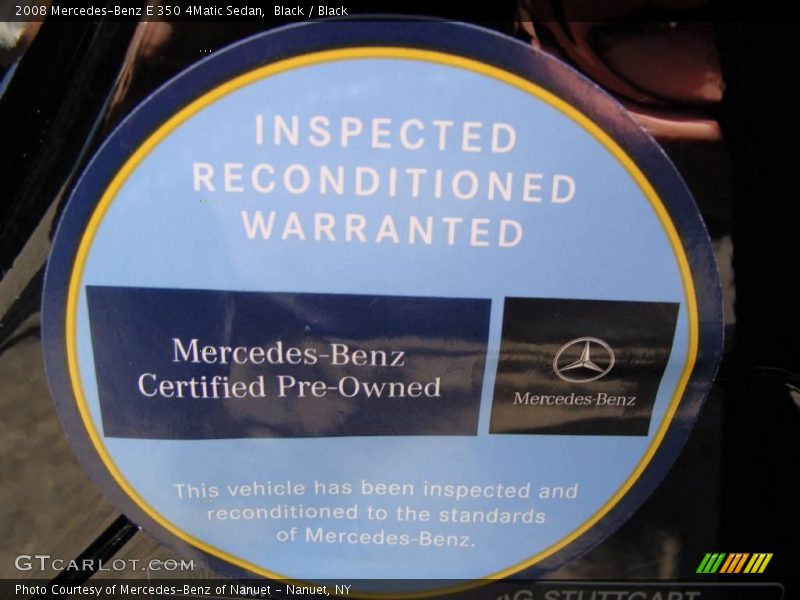 2008 Mercedes-Benz E 350 4Matic Sedan, Black / Black
INSPECTED
RECONDITIONED
WARRANTED
Mercedes-Benz
Certified Pre-Owned
Mercedes-Benz
This vehicle has been inspected and
reconditioned to the standards
of Mercedes-Benz.
GTCARLOT.COM
Photo Courtesy of Mercedes-Benz of Nanuet - Nanuet, NY
STUTTGART